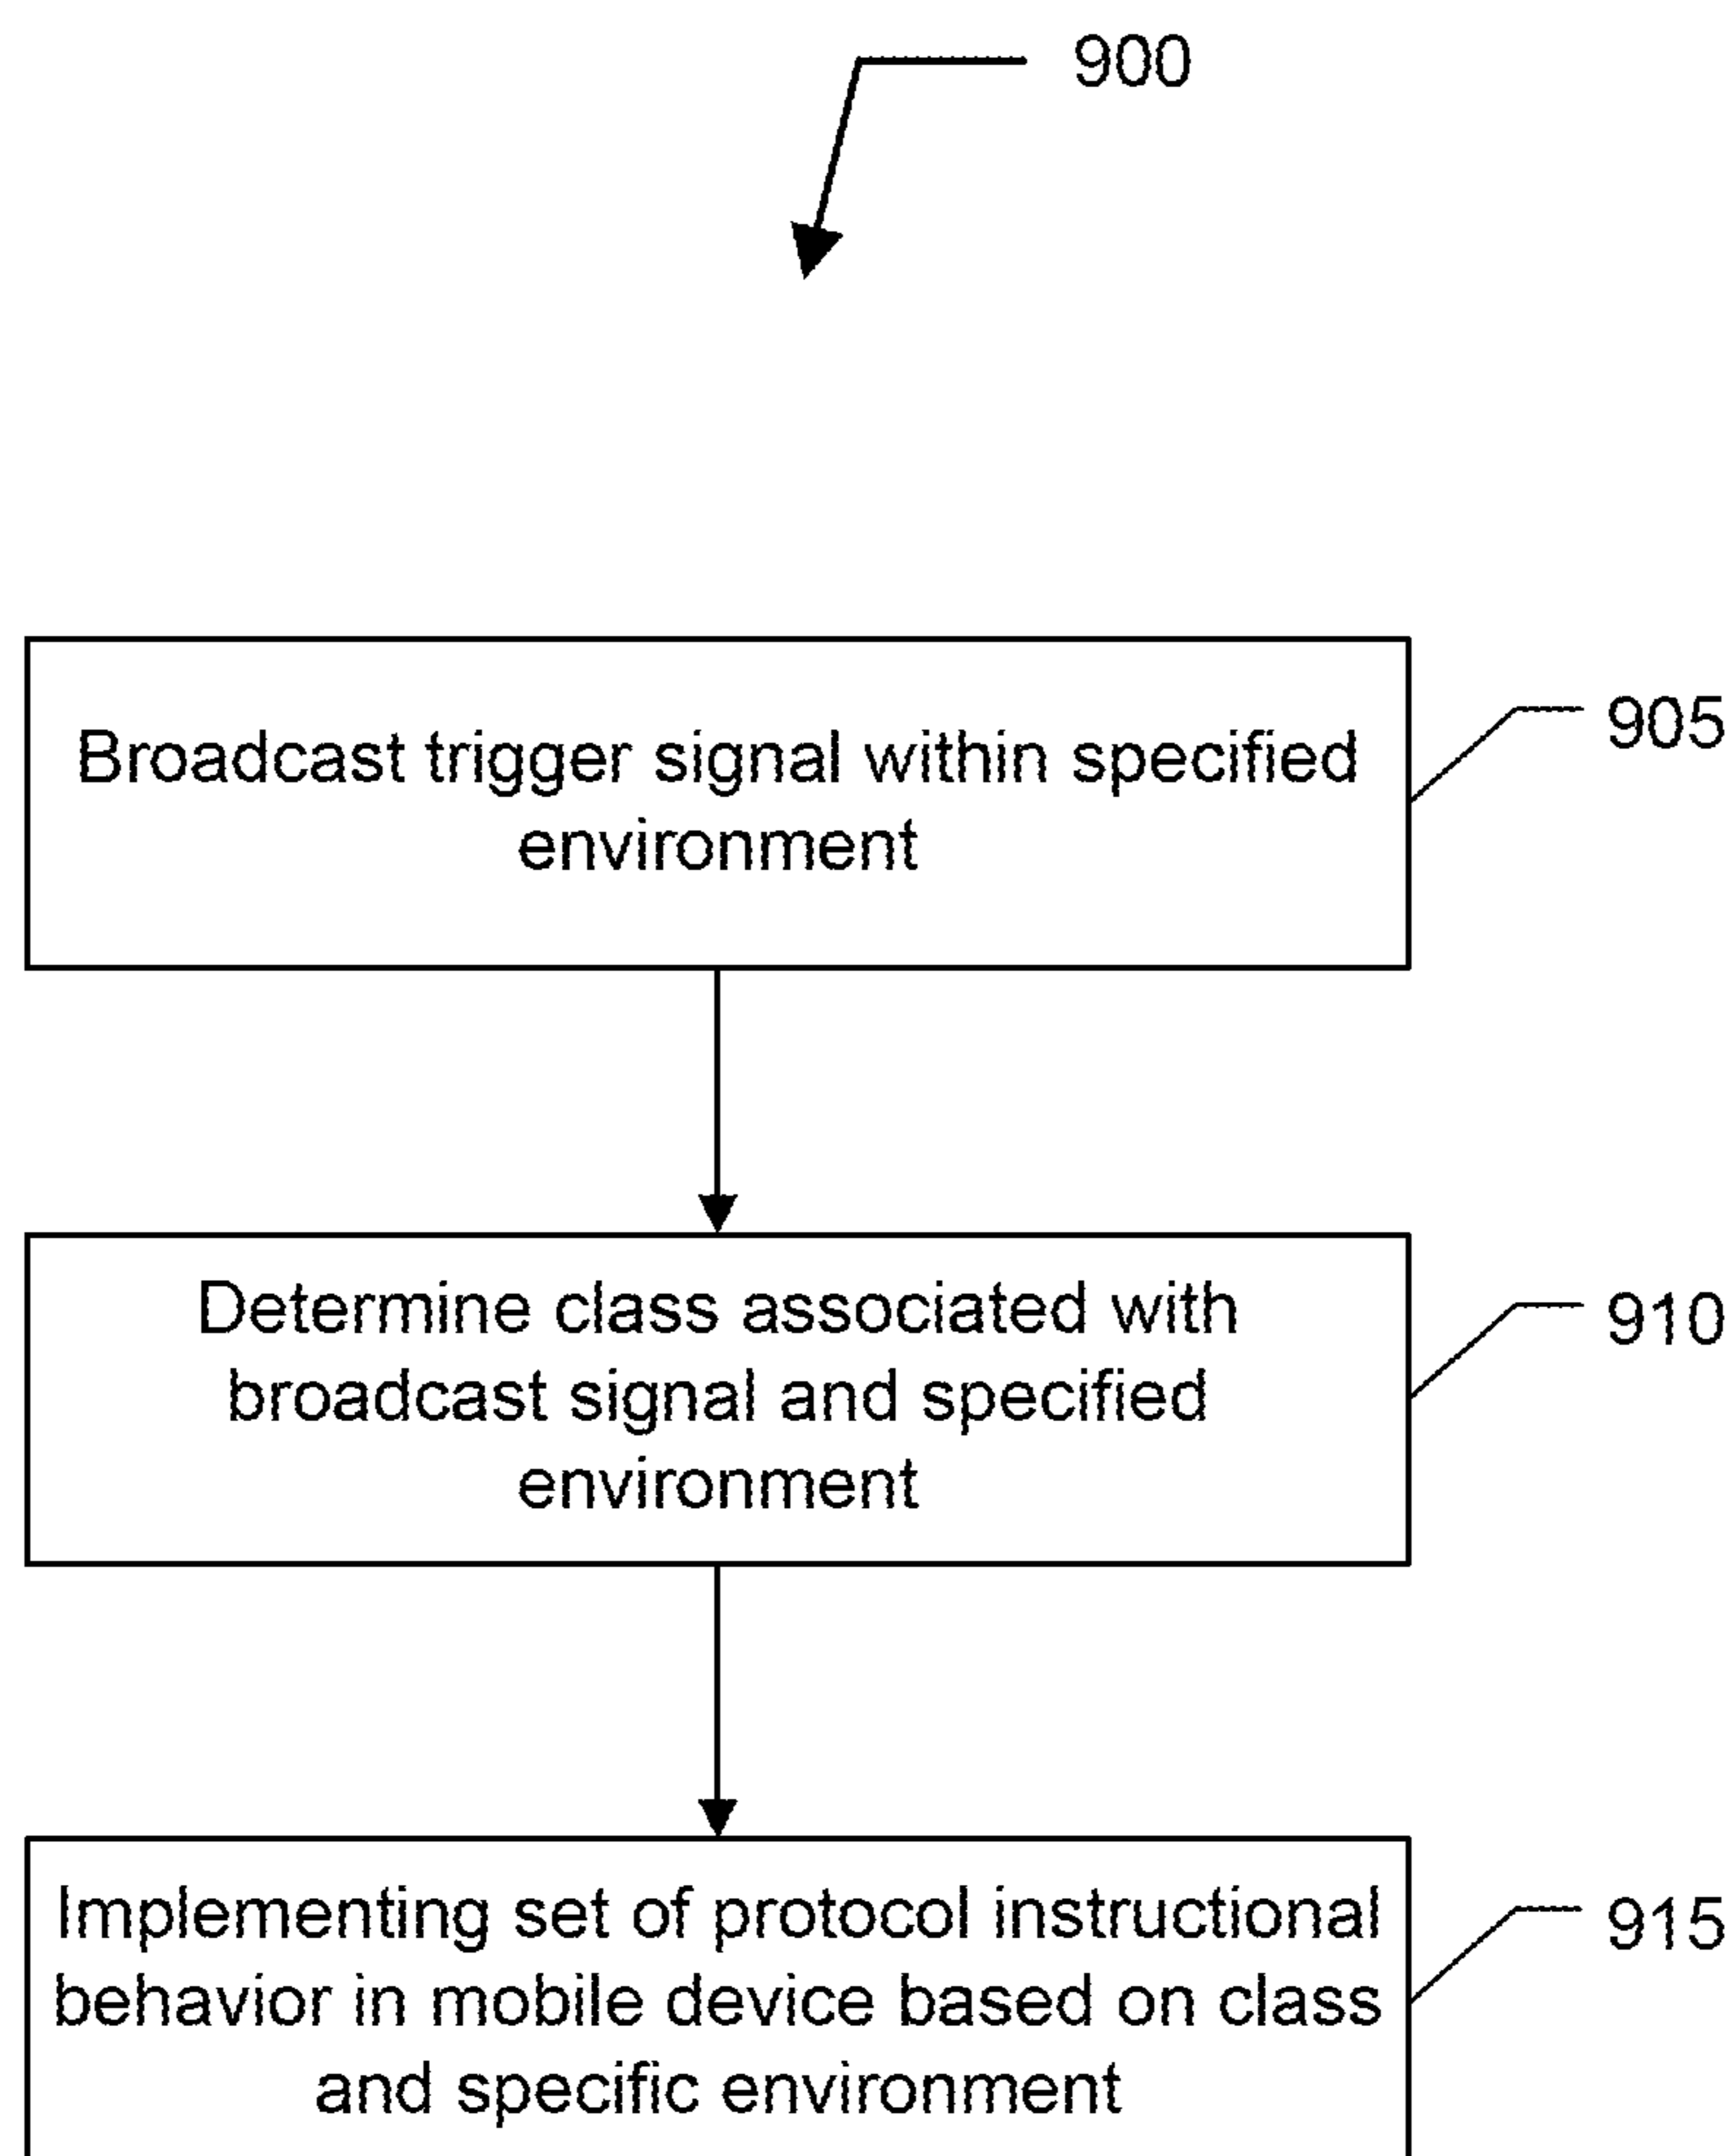 900
Broadcast trigger signal within specified
environment
905
Determine class associated with
broadcast signal and specified
environment
910
Implementing set of protocol instructional
behavior in mobile device based on class
and specific environment
915